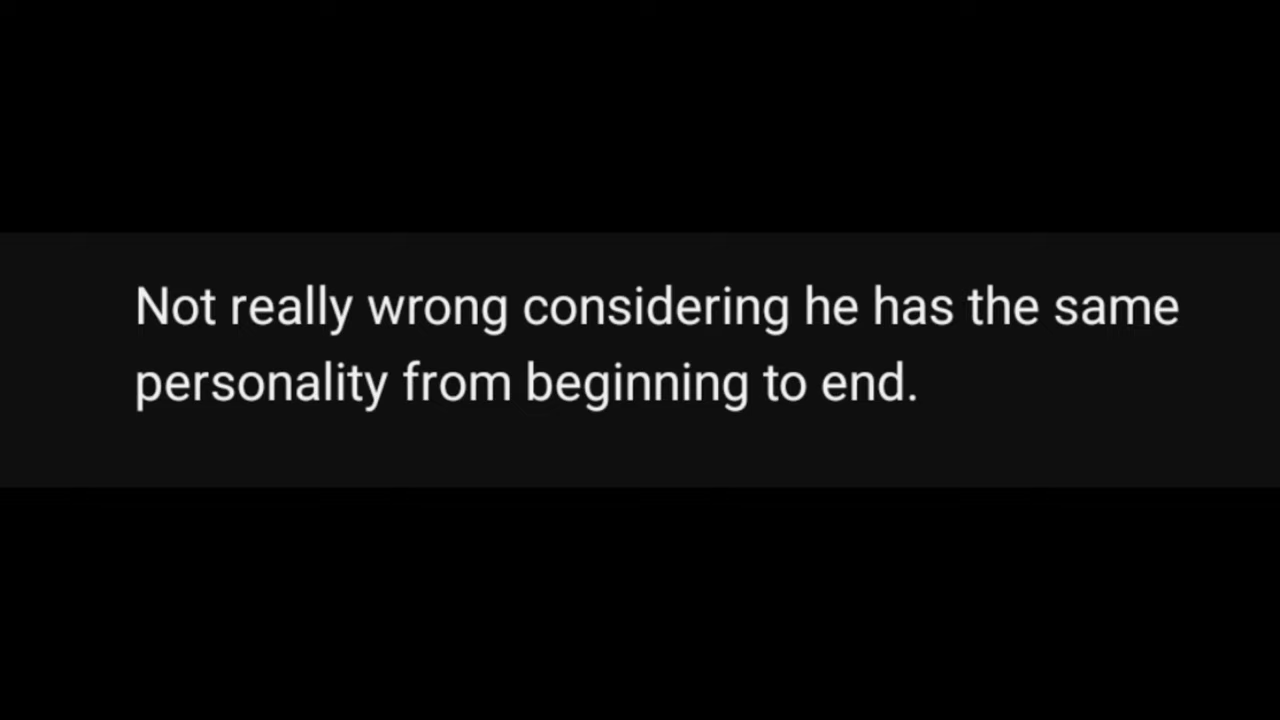 Not really wrong considering he has the same
personality from beginning to end.